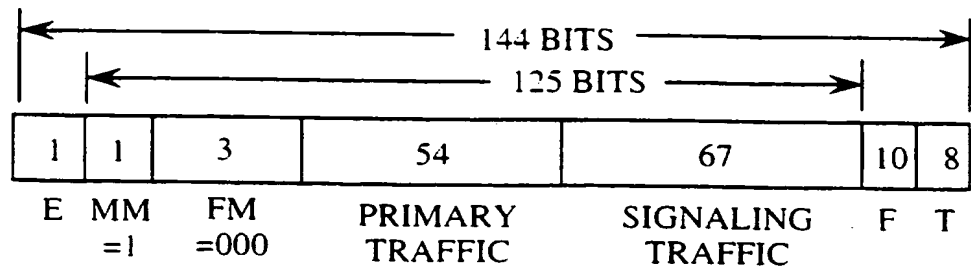 144 BITS
125 BITS
1 1 3 54 67 10 8
E MM =1 FM =000 PRIMARY TRAFFIC SIGNALING TRAFFIC F T